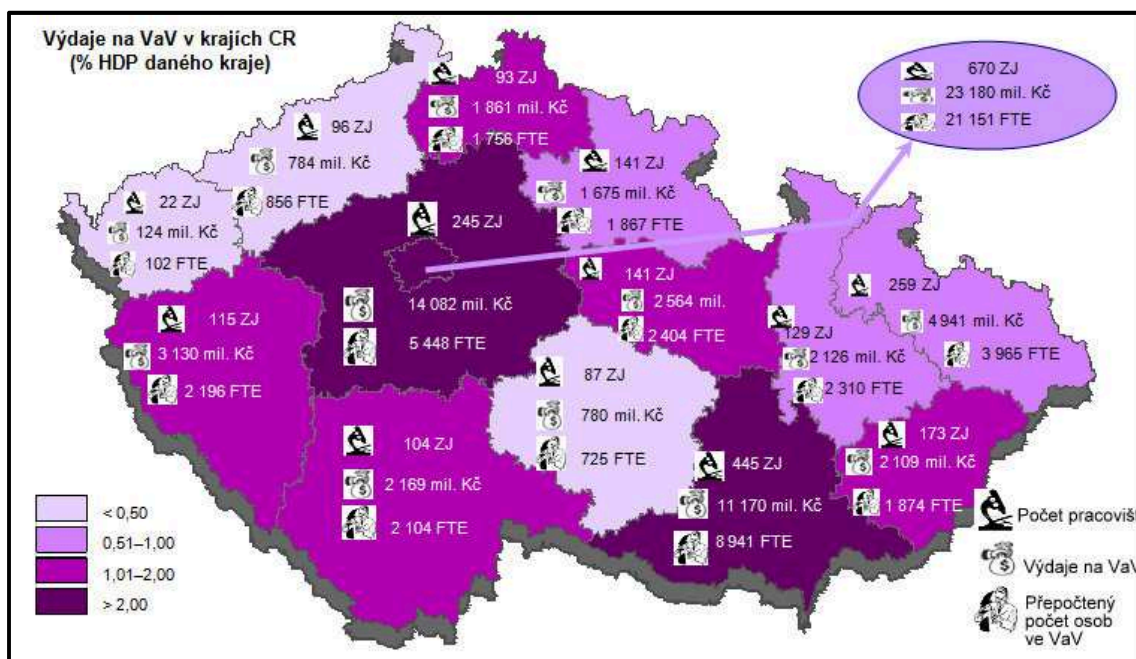 Výdaje na VaV v krajích CR
(% HDP daného kraje)
670 ZJ
23 180 mil. Kč
21 151 FTE
93 ZJ
1 861 mil. Kč
1 756 FTE
96 ZJ
784 mil. Kč
856 FTE
22 ZJ
124 mil. Kč
102 FTE
141 ZJ
1 675 mil. Kč
1 867 FTE
245 ZJ
14 082 mil. Kč
5 448 FTE
141 ZJ
2 564 mil.
2 404 FTE
259 ZJ
4 941 mil. Kč
3 965 FTE
129 ZJ
2 126 mil. Kč
2 310 FTE
115 ZJ
3 130 mil. Kč
2 196 FTE
87 ZJ
780 mil. Kč
725 FTE
104 ZJ
2 169 mil. Kč
2 104 FTE
445 ZJ
11 170 mil. Kč
8 941 FTE
173 ZJ
2 109 mil. Kč
1 874 FTE
< 0,50
0,51–1,00
1,01–2,00
> 2,00
Počet pracovišť
Výdaje na VaV
Přepočtený
počet osob
ve VaV